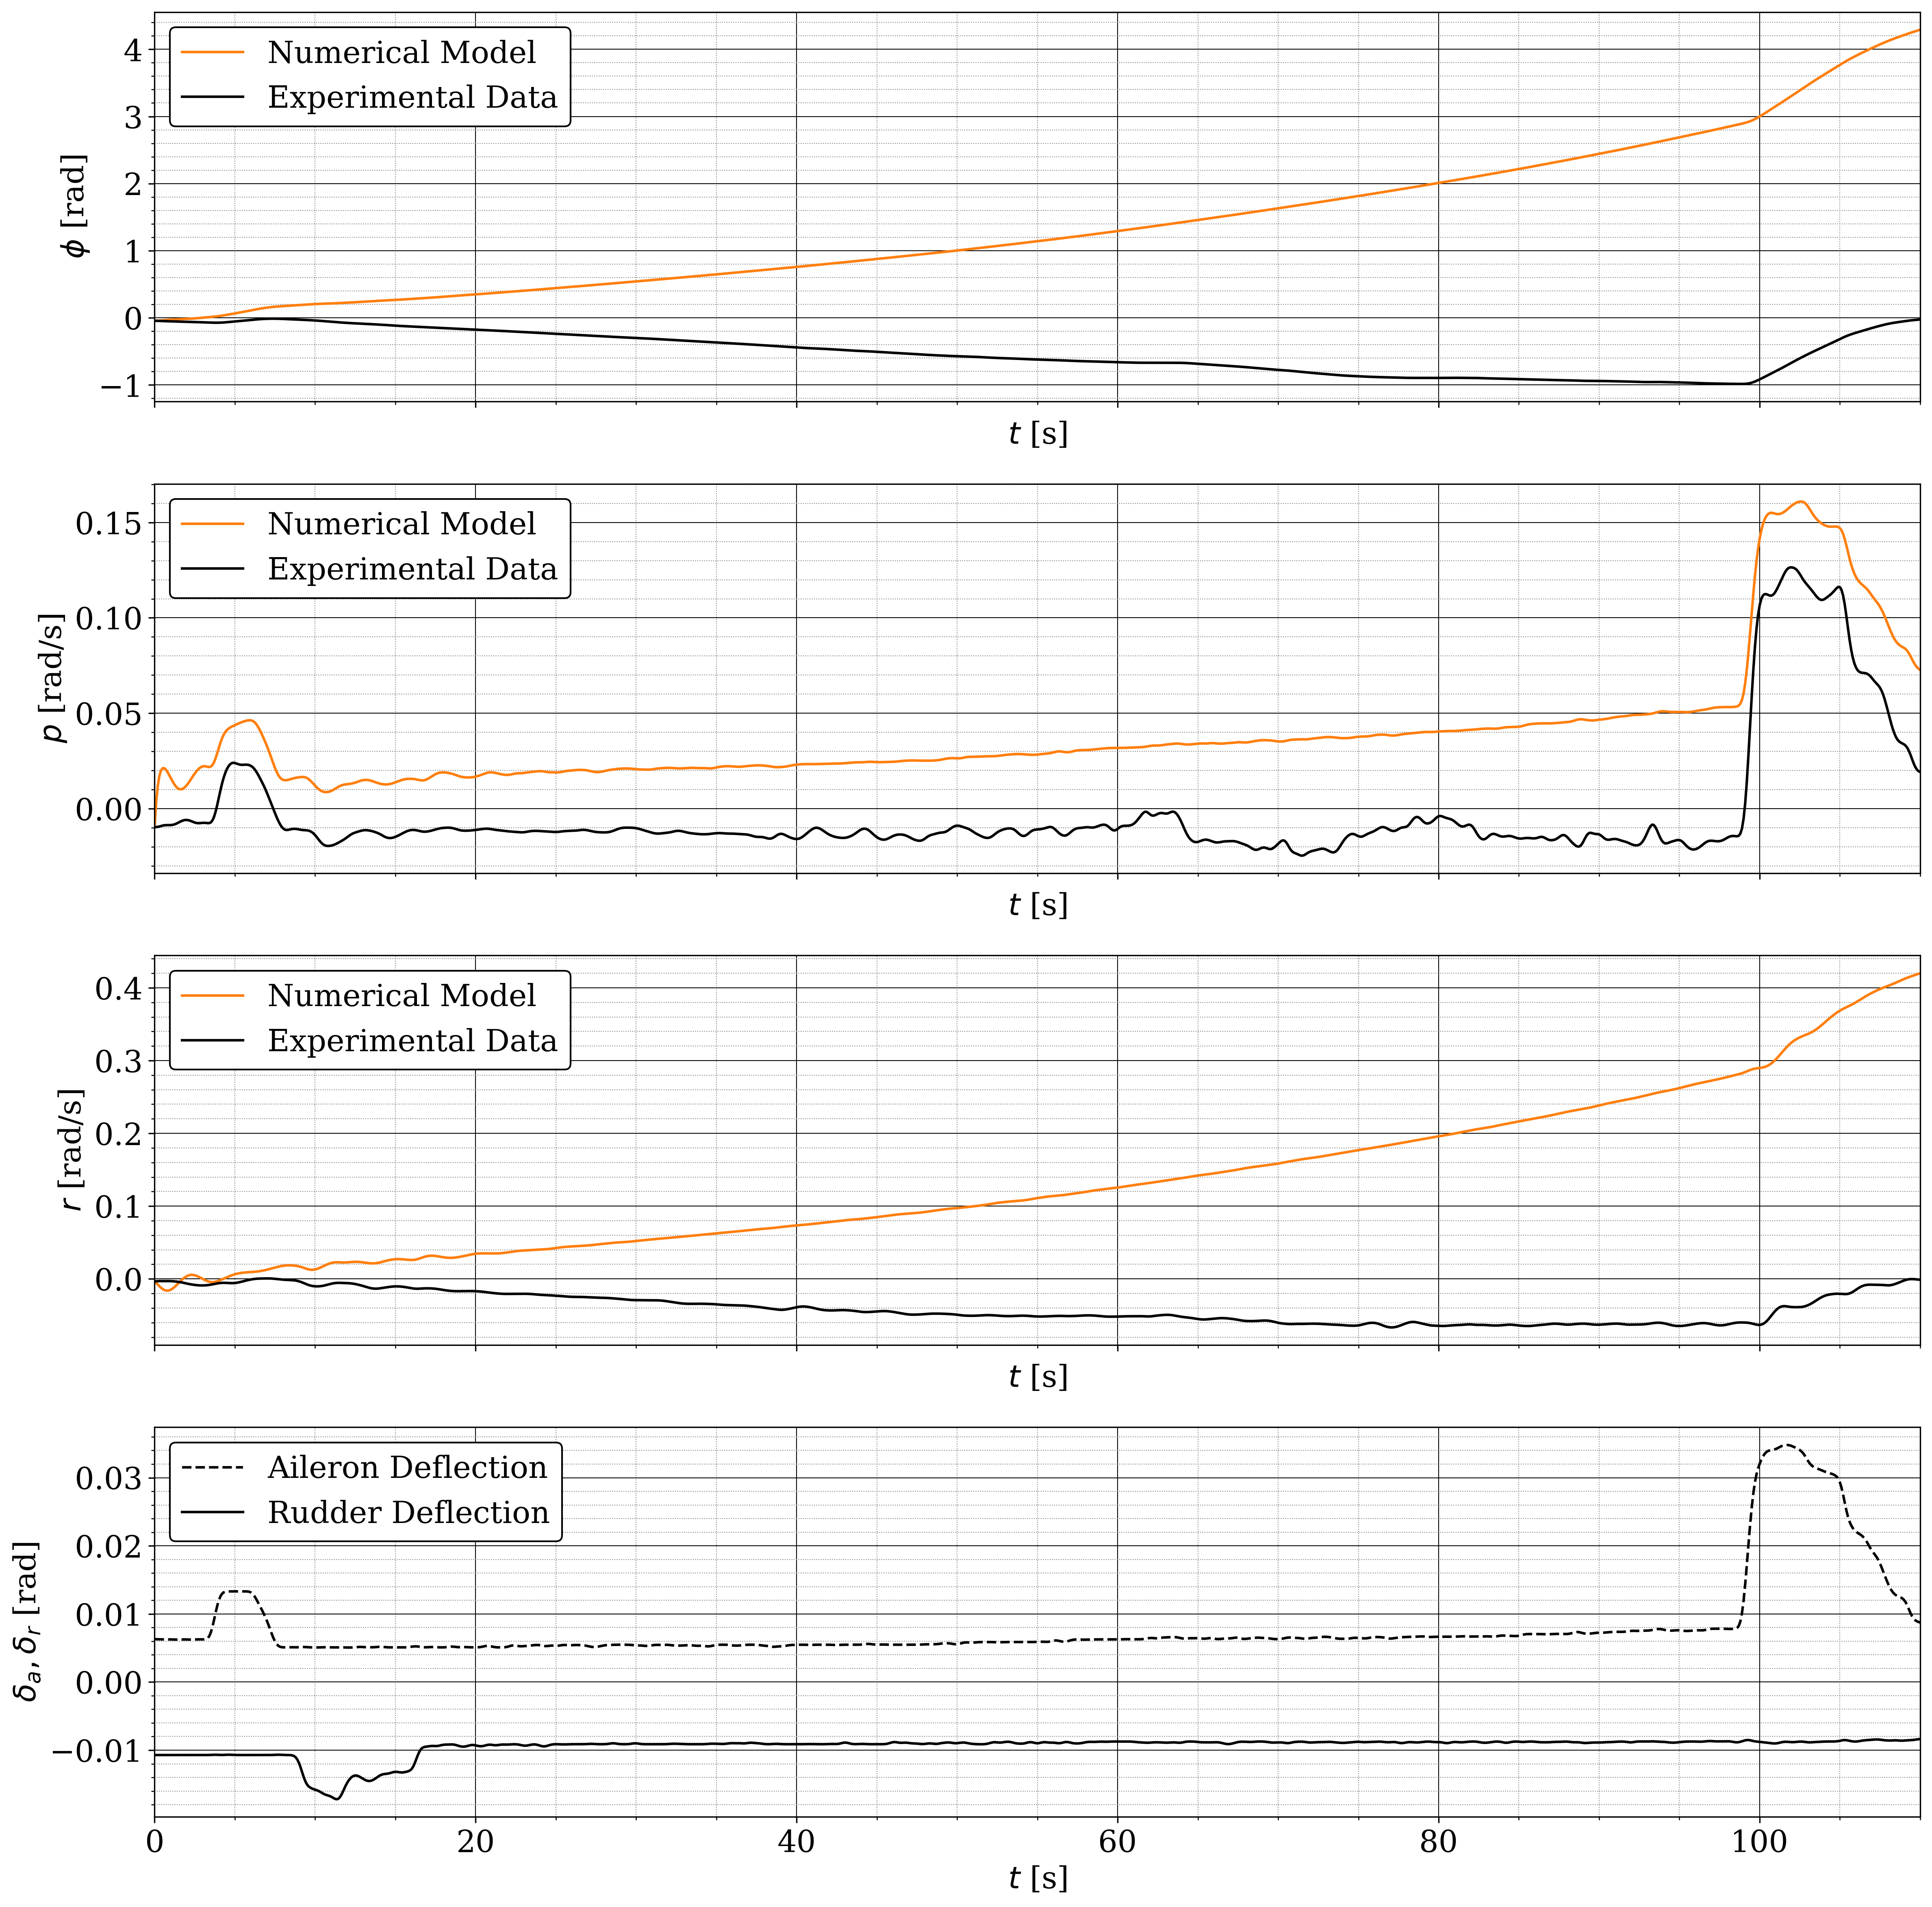 Numerical Model
Experimental Data
4
3
2
1
0
−1
ϕ [rad]
t [s]
Numerical Model
Experimental Data
0.15
0.10
0.05
0.00
p [rad/s]
t [s]
Numerical Model
Experimental Data
0.4
0.3
0.2
0.1
0.0
r [rad/s]
t [s]
Aileron Deflection
Rudder Deflection
0.03
0.02
0.01
0.00
−0.01
δa, δr [rad]
0 20 40 60 80 100
t [s]